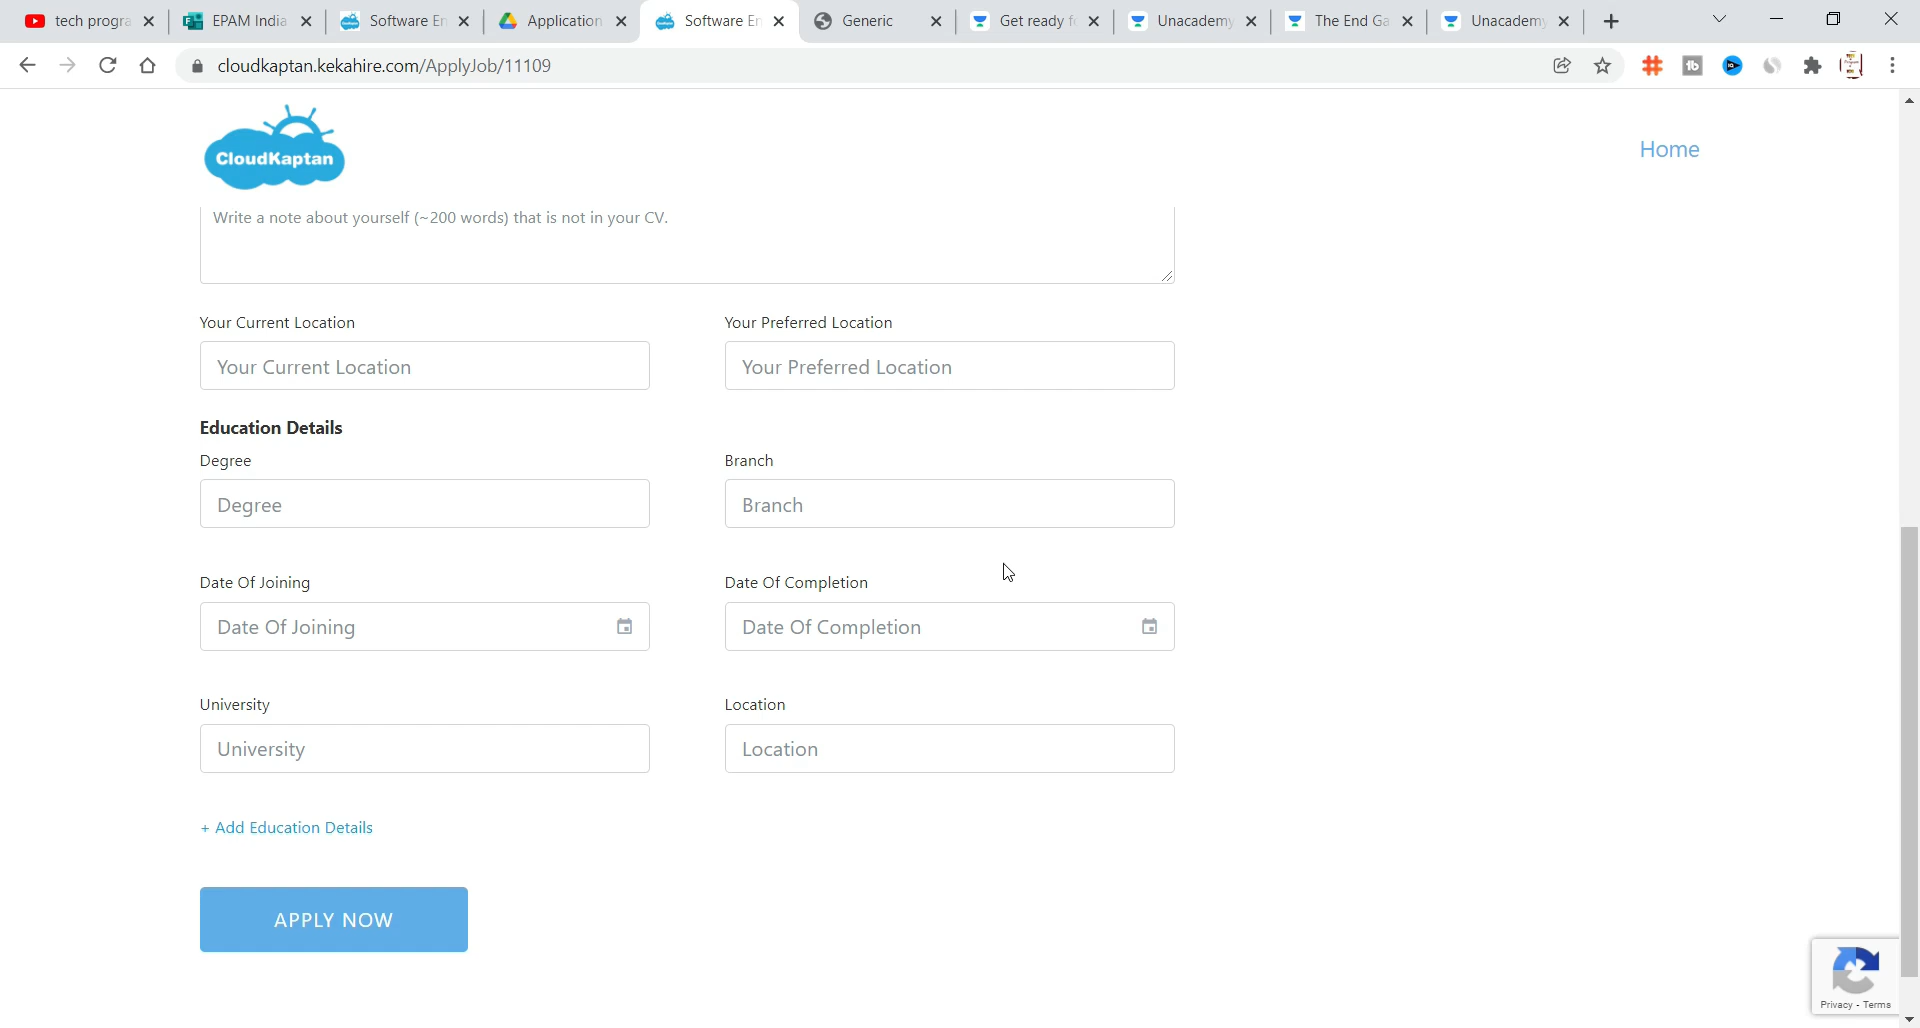 tech progra
EPAM India
Software En
Application
Software En
Generic
Get ready f
Unacademy
The End Ga
Unacademy
cloudkaptan.kekahire.com/ApplyJob/11109
CloudKaptan
Home
Write a note about yourself (~200 words) that is not in your CV.
Your Current Location
Your Preferred Location
Your Current Location
Your Preferred Location
Education Details
Degree
Branch
Degree
Branch
Date Of Joining
Date Of Completion
Date Of Joining
Date Of Completion
University
Location
University
Location
+ Add Education Details
APPLY NOW
Privacy - Terms